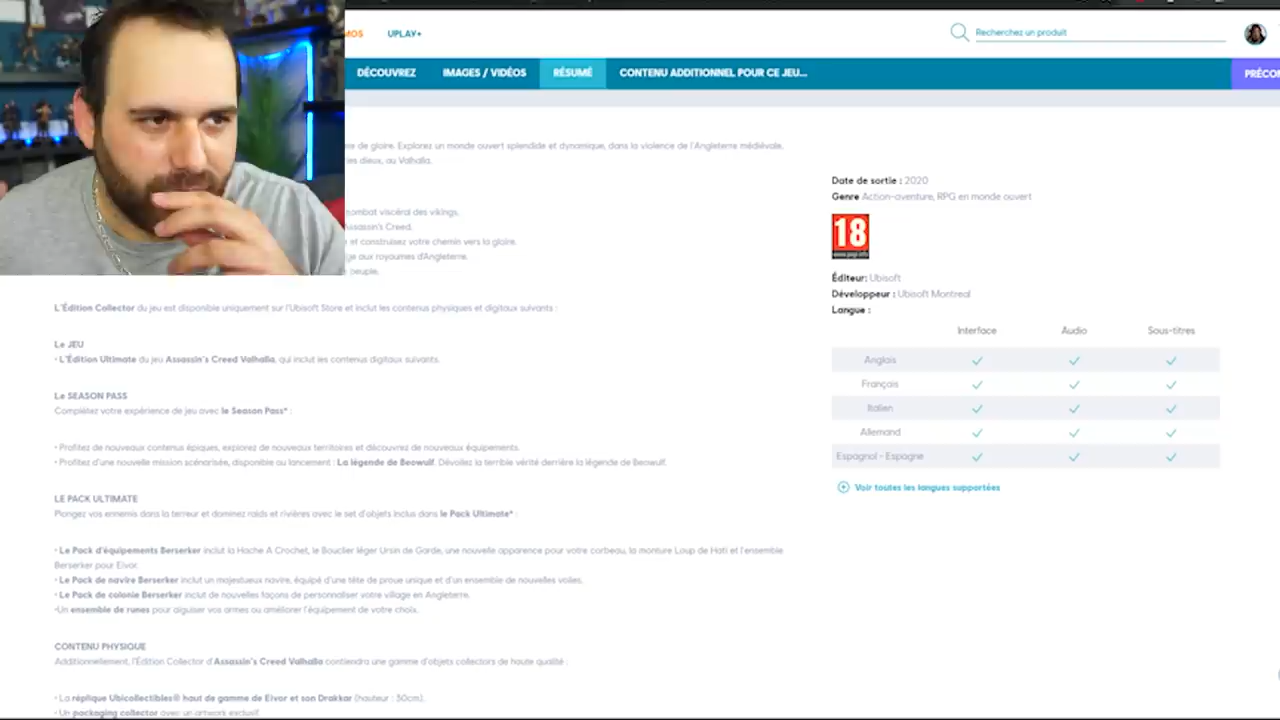 UPLAY+
Recherchez un produit
DÉCOUVREZ IMAGES / VIDÉOS RÉSUMÉ CONTENU ADDITIONNEL POUR CE JEU...
de gloire. Explorez un monde ouvert splendide et dynamique, dans la violence de l'Angleterre médiévale,
dieux, au Valhalla.
combat viscéral des vikings.
Assassin's Creed.
et construisez votre chemin vers la gloire.
aux royaumes d'Angleterre.
peuple.
L'Édition Collector du jeu est disponible uniquement sur l'Ubisoft Store et inclut les contenus physiques et digitaux suivants :
Le JEU
• L'Édition Ultimate du jeu Assassin's Creed Valhalla, qui inclut les contenus digitaux suivants.
Le SEASON PASS
Complétez votre expérience de jeu avec le Season Pass* :
• Profitez de nouveaux contenus épiques, explorez de nouveaux territoires et découvrez de nouveaux équipements.
• Profitez d'une nouvelle mission scénarisée, disponible au lancement : La légende de Beowulf. Dévoilez la terrible vérité derrière la légende de Beowulf.
LE PACK ULTIMATE
Plongez vos ennemis dans la terreur et dominez raids et rivières avec le set d'objets inclus dans le Pack Ultimate* :
• Le Pack d'équipements Berserker inclut la Hache A Crochet, le Bouclier léger Ursin de Garde, une nouvelle apparence pour votre corbeau, la monture Loup de Hati et l'ensemble
Berserker pour Eivor.
• Le Pack de navire Berserker inclut un majestueux navire, équipé d'une tête de proue unique et d'un ensemble de nouvelles voiles.
• Le Pack de colonie Berserker inclut de nouvelles façons de personnaliser votre village en Angleterre.
•Un ensemble de runes pour aiguiser vos armes ou améliorer l'équipement de votre choix.
CONTENU PHYSIQUE
Additionnellement, l'Édition Collector d'Assassin's Creed Valhalla contiendra une gamme d'objets collectors de haute qualité :
• La réplique Ubicollectibles® haut de gamme de Eivor et son Drakkar (hauteur : 30cm).
• Un packaging collector avec un artwork exclusif.
Date de sortie : 2020
Genre Action-aventure, RPG en monde ouvert
18
www.pegi.info
Éditeur: Ubisoft
Développeur : Ubisoft Montreal
Langue :
Interface Audio Sous-titres
Anglais
Français
Italien
Allemand
Espagnol - Espagne
Voir toutes les langues supportées